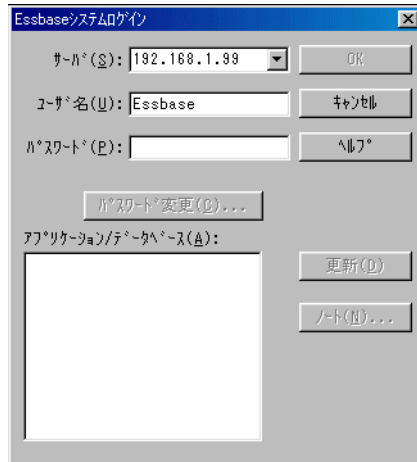 Essbaseｼｽﾃﾑﾛｸﾞｲﾝ
ｻｰﾊﾞ(S): 192.168.1.99 OK
ﾕｰｻﾞ名(U): Essbase ｷｬﾝｾﾙ
ﾊﾟｽﾜｰﾄﾞ(P): ﾍﾙﾌﾟ
ﾊﾟｽﾜｰﾄﾞ変更(C)...
ｱﾌﾟﾘｹｰｼｮﾝ/ﾃﾞｰﾀﾍﾞｰｽ(A):
更新(D)
ﾉｰﾄ(N)...